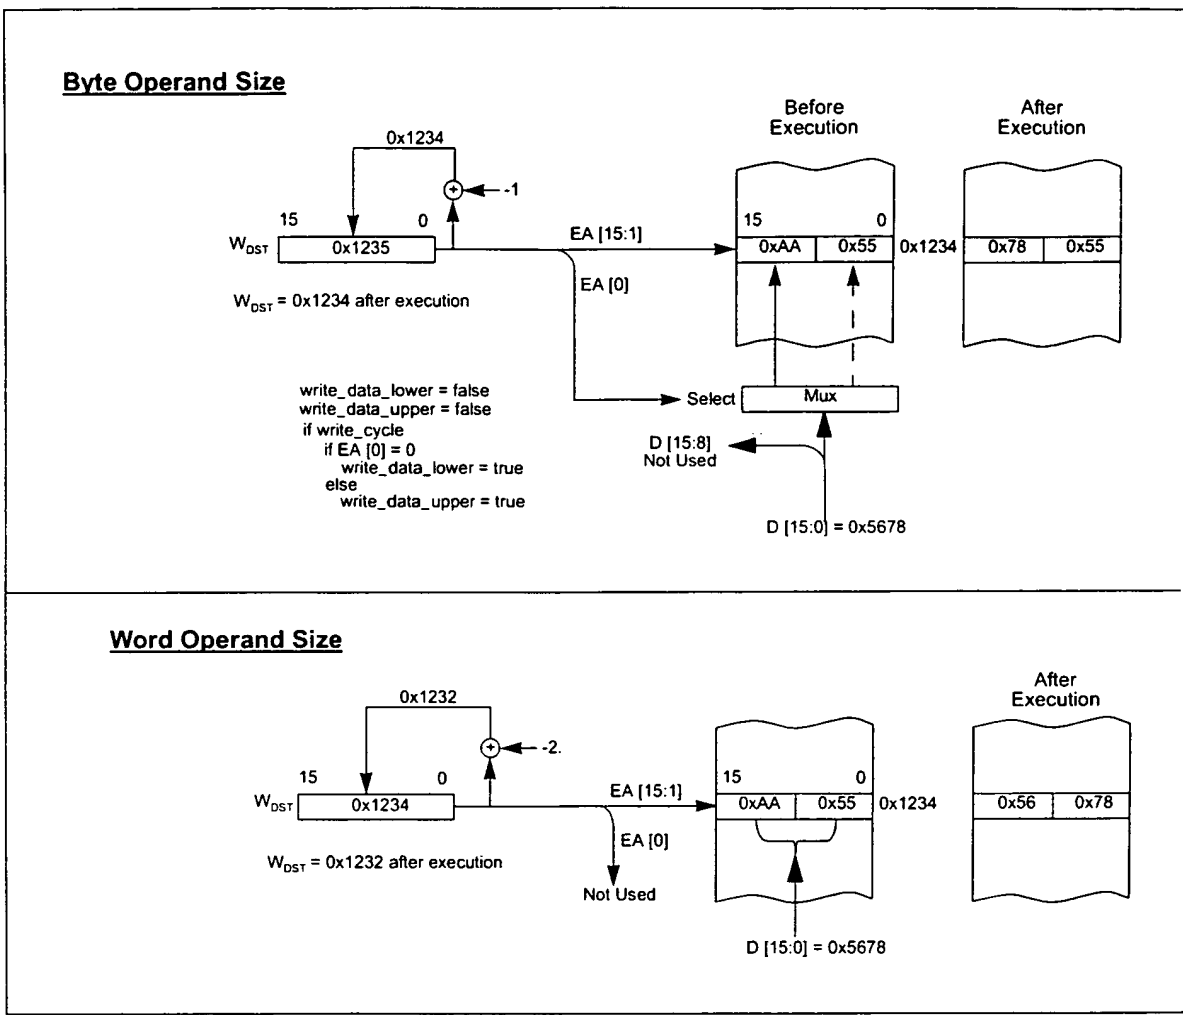 Byte Operand Size
Before
Execution
After
Execution
0x1234
-1
15 0
W_DST 0x1235
EA [15:1]
EA [0]
15 0
0xAA 0x55 0x1234
0x78 0x55
W_DST = 0x1234 after execution
write_data_lower = false
write_data_upper = false
if write_cycle
if EA [0] = 0
write_data_lower = true
else
write_data_upper = true
Select Mux
D [15:8]
Not Used
D [15:0] = 0x5678
Word Operand Size
After
Execution
0x1232
-2.
15 0
W_DST 0x1234
EA [15:1]
EA [0]
Not Used
15 0
0xAA 0x55 0x1234
0x56 0x78
W_DST = 0x1232 after execution
D [15:0] = 0x5678